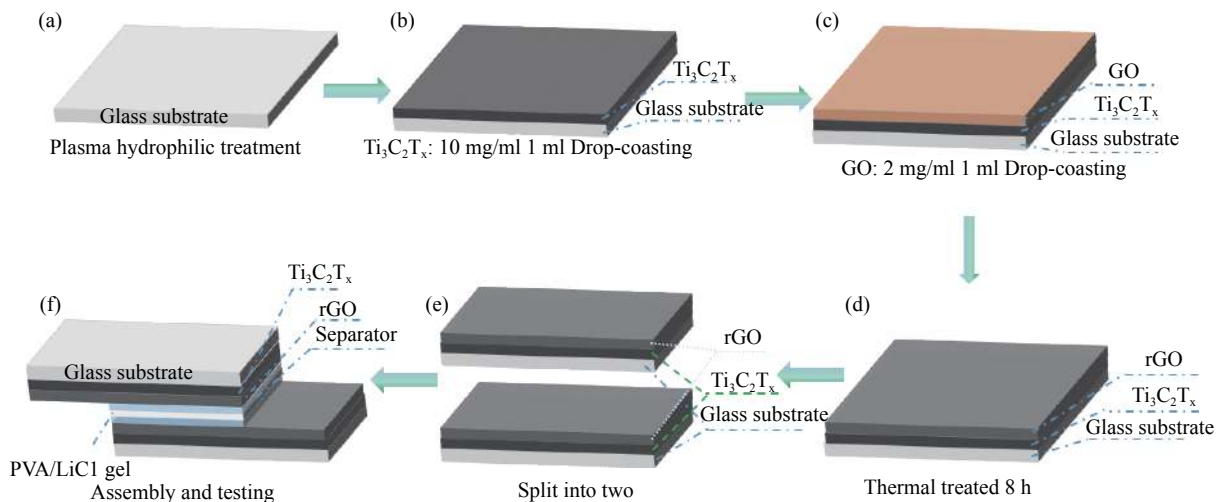 (a)
Glass substrate
Plasma hydrophilic treatment
(b)
Ti₃C₂Tₓ
Glass substrate
Ti₃C₂Tₓ: 10 mg/ml 1 ml Drop-coasting
(c)
GO
Ti₃C₂Tₓ
Glass substrate
GO: 2 mg/ml 1 ml Drop-coasting
(f)
Ti₃C₂Tₓ
rGO
Separator
Glass substrate
PVA/LiC1 gel
Assembly and testing
(e)
rGO
Ti₃C₂Tₓ
Glass substrate
Split into two
(d)
rGO
Ti₃C₂Tₓ
Glass substrate
Thermal treated 8 h